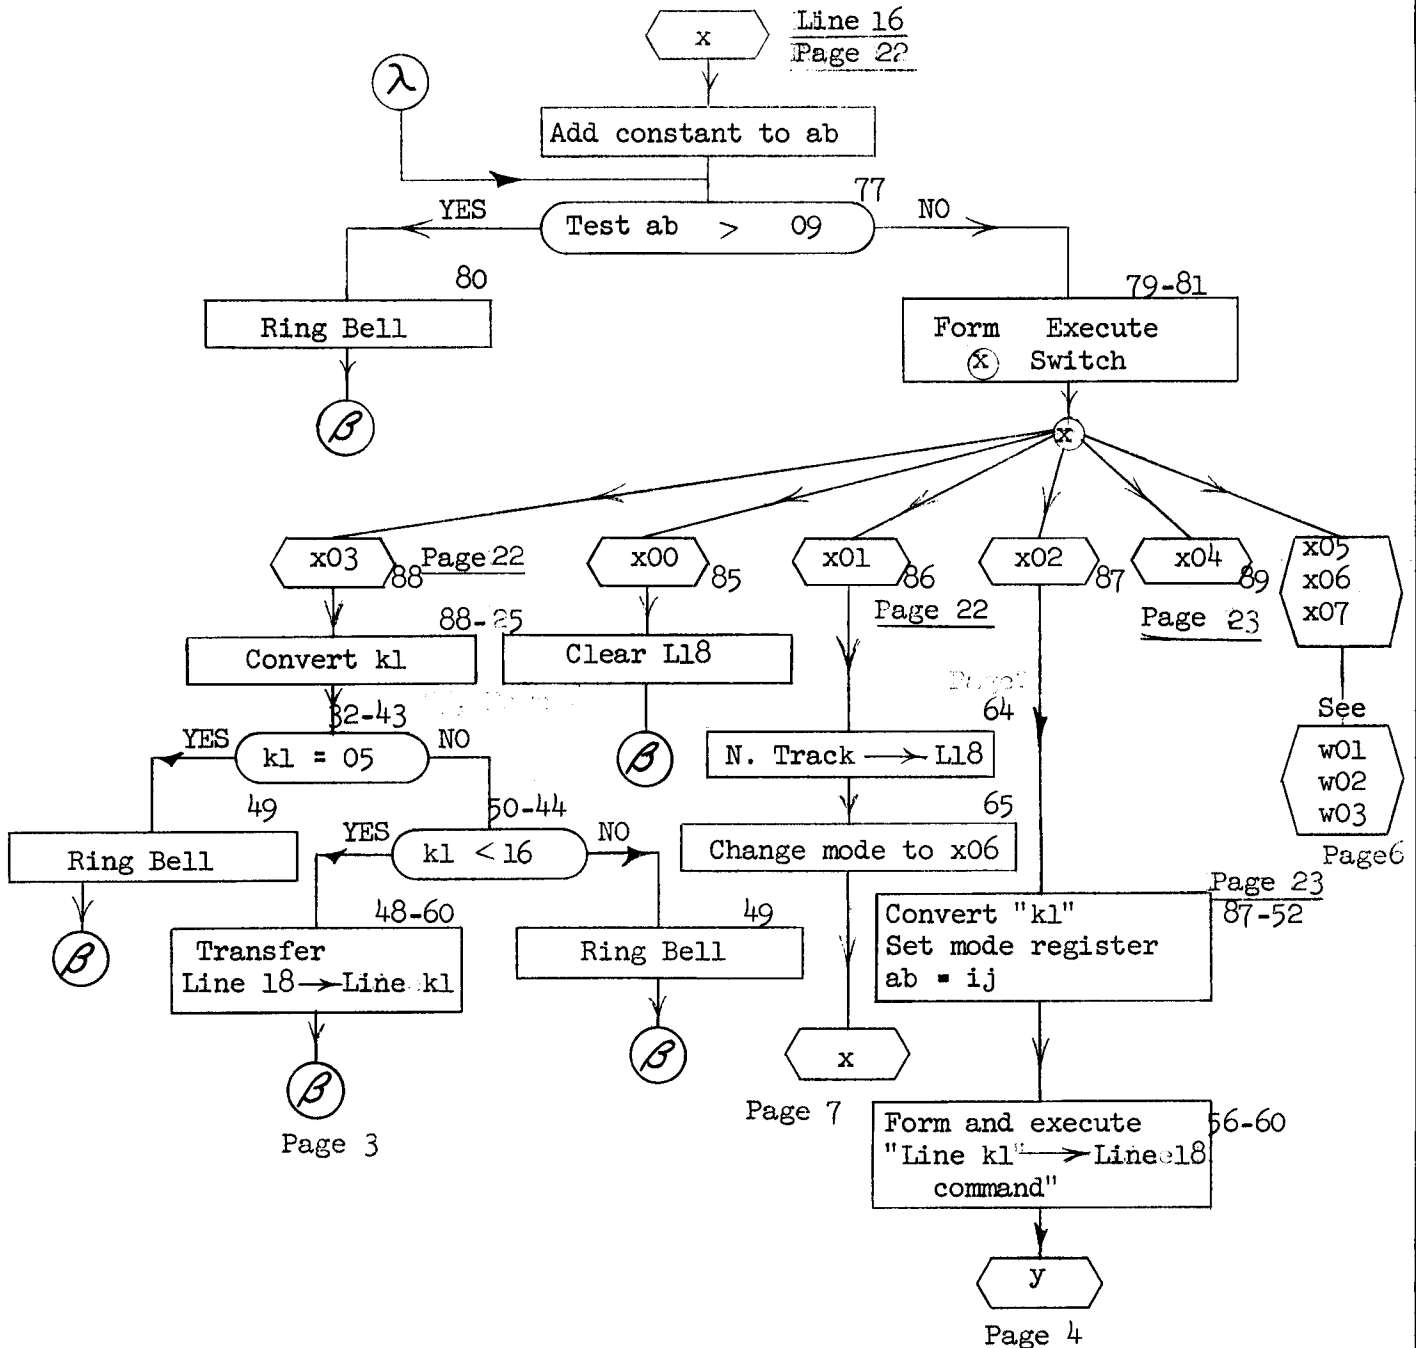 x
Line 16
Page 22
λ
Add constant to ab
77
YES
Test ab > 09
NO
80
Ring Bell
β
79-81
Form Execute
x Switch
x
x03
88
Page 22
x00
85
x01
86
Page 22
x02
87
x04
89
Page 23
x05
x06
x07
88-25
Convert kl
Clear L18
β
See
w01
w02
w03
Page6
32-43
YES
kl = 05
NO
64
N. Track → L18
49
Ring Bell
β
50-44
YES
kl < 16
NO
65
Change mode to x06
48-60
Transfer
Line 18→Line kl
β
Page 3
49
Ring Bell
β
x
Page 7
Page 23
87-52
Convert "kl"
Set mode register
ab = ij
56-60
Form and execute
"Line kl" → Line 18
command"
y
Page 4